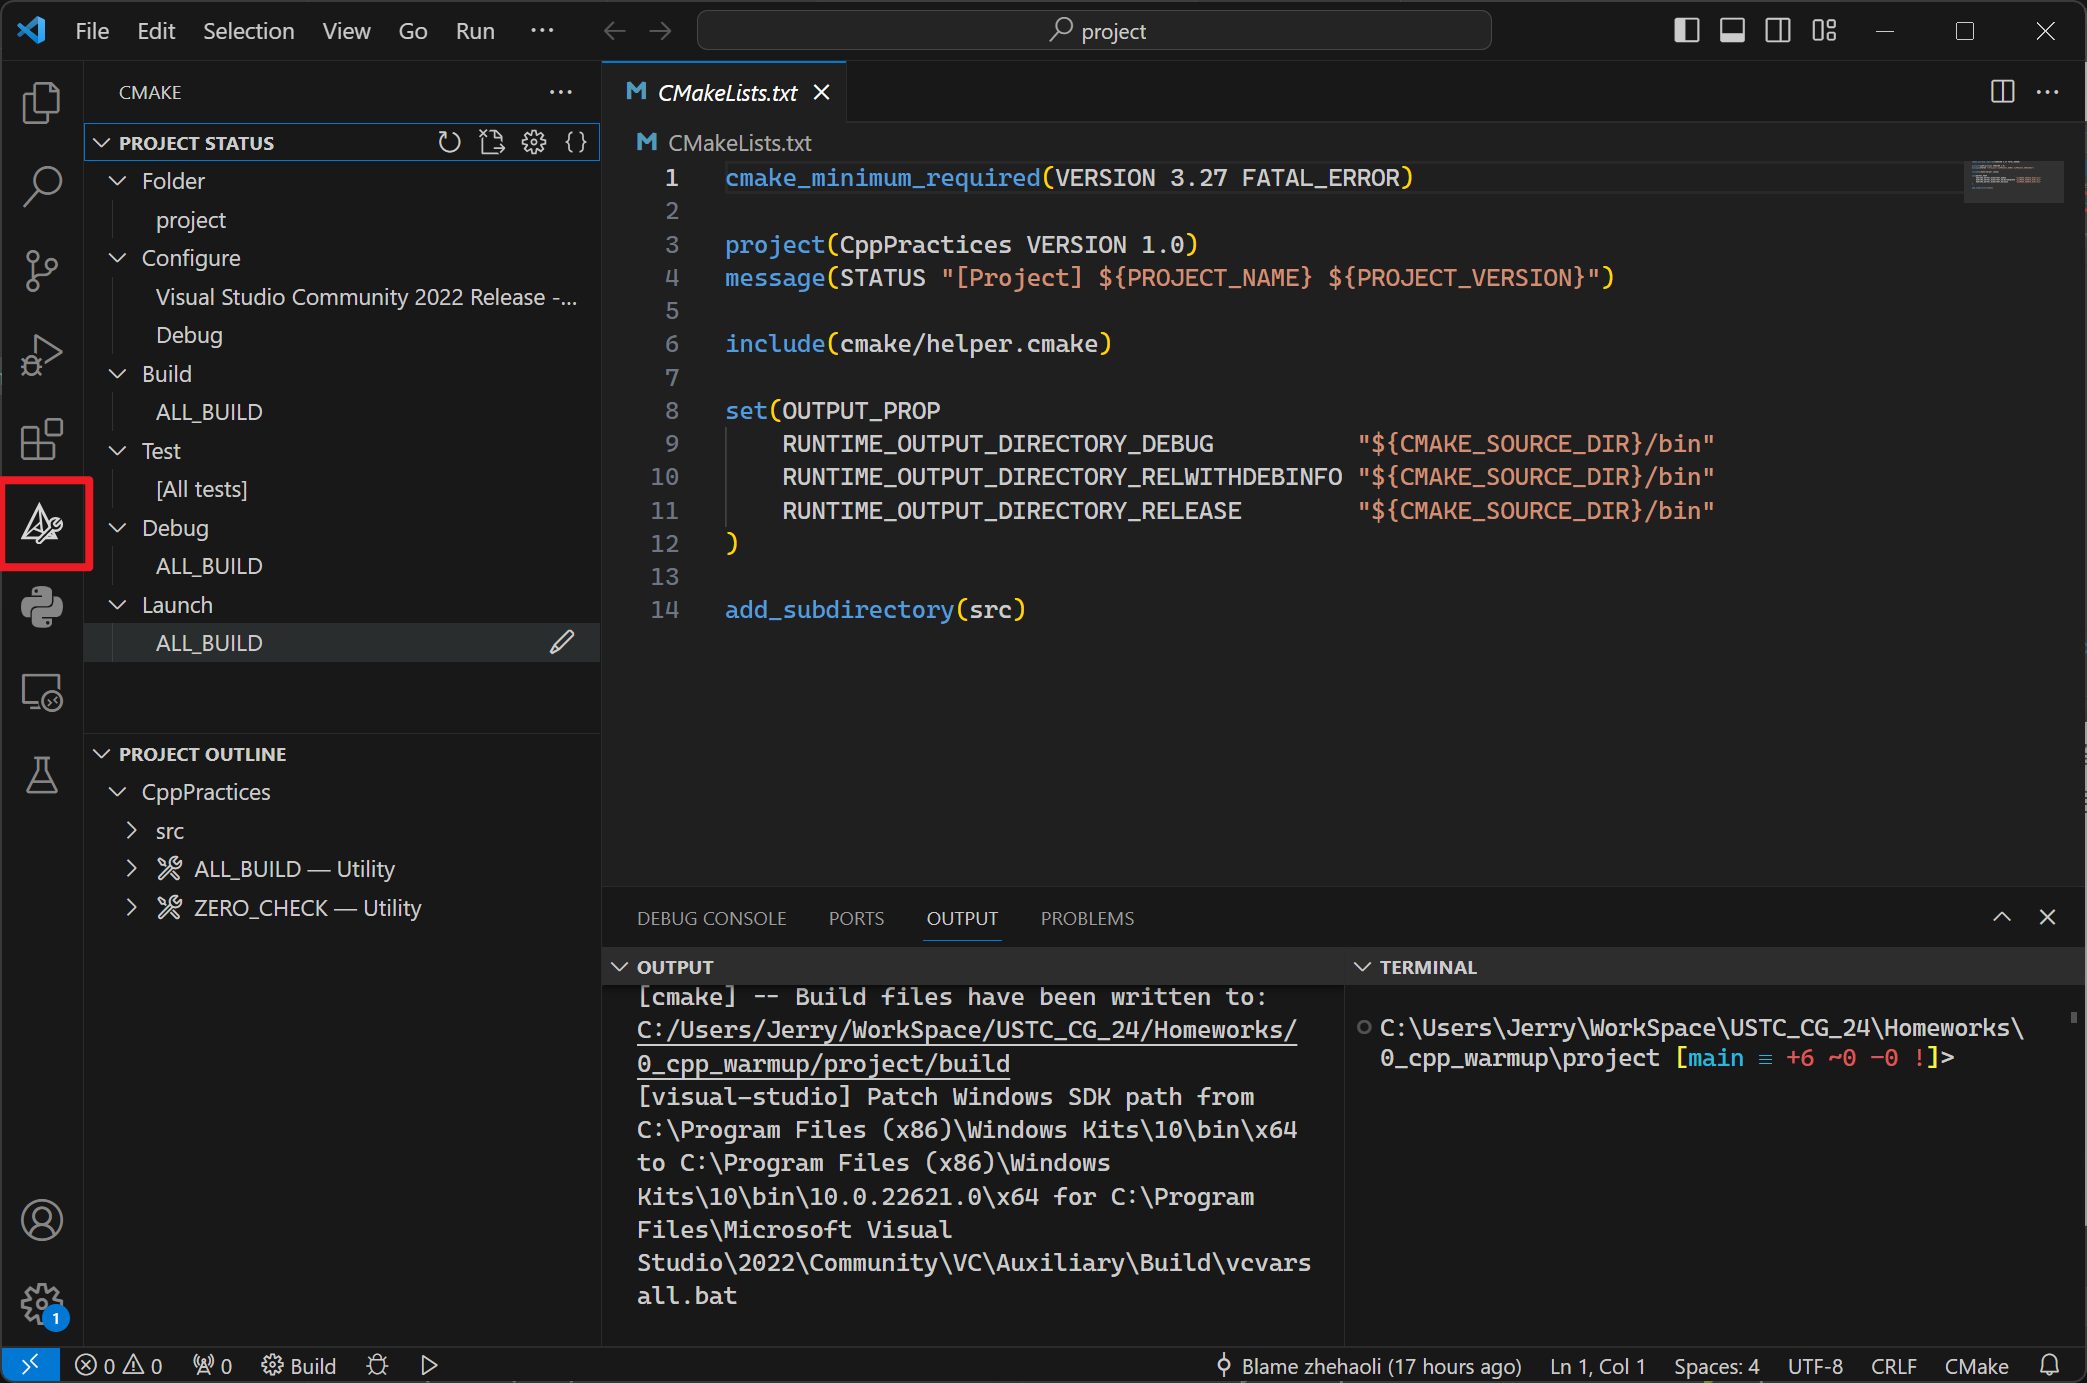 File Edit Selection View Go Run ··· project
CMAKE
PROJECT STATUS
Folder
project
Configure
Visual Studio Community 2022 Release -...
Debug
Build
ALL_BUILD
Test
[All tests]
Debug
ALL_BUILD
Launch
ALL_BUILD
PROJECT OUTLINE
CppPractices
src
ALL_BUILD — Utility
ZERO_CHECK — Utility
1
CMakeLists.txt
CMakeLists.txt
1 cmake_minimum_required(VERSION 3.27 FATAL_ERROR)
2
3 project(CppPractices VERSION 1.0)
4 message(STATUS "[Project] ${PROJECT_NAME} ${PROJECT_VERSION}")
5
6 include(cmake/helper.cmake)
7
8 set(OUTPUT_PROP
9 RUNTIME_OUTPUT_DIRECTORY_DEBUG "${CMAKE_SOURCE_DIR}/bin"
10 RUNTIME_OUTPUT_DIRECTORY_RELWITHDEBINFO "${CMAKE_SOURCE_DIR}/bin"
11 RUNTIME_OUTPUT_DIRECTORY_RELEASE "${CMAKE_SOURCE_DIR}/bin"
12 )
13
14 add_subdirectory(src)
DEBUG CONSOLE PORTS OUTPUT PROBLEMS
OUTPUT
[cmake] -- Build files have been written to:
C:/Users/Jerry/WorkSpace/USTC_CG_24/Homeworks/
0_cpp_warmup/project/build
[visual-studio] Patch Windows SDK path from
C:\Program Files (x86)\Windows Kits\10\bin\x64
to C:\Program Files (x86)\Windows
Kits\10\bin\10.0.22621.0\x64 for C:\Program
Files\Microsoft Visual
Studio\2022\Community\VC\Auxiliary\Build\vcvars
all.bat
TERMINAL
C:\Users\Jerry\WorkSpace\USTC_CG_24\Homeworks\
0_cpp_warmup\project [main ≡ +6 ~0 -0 !]>
0 0 0 Build Blame zhehaoli (17 hours ago) Ln 1, Col 1 Spaces: 4 UTF-8 CRLF CMake